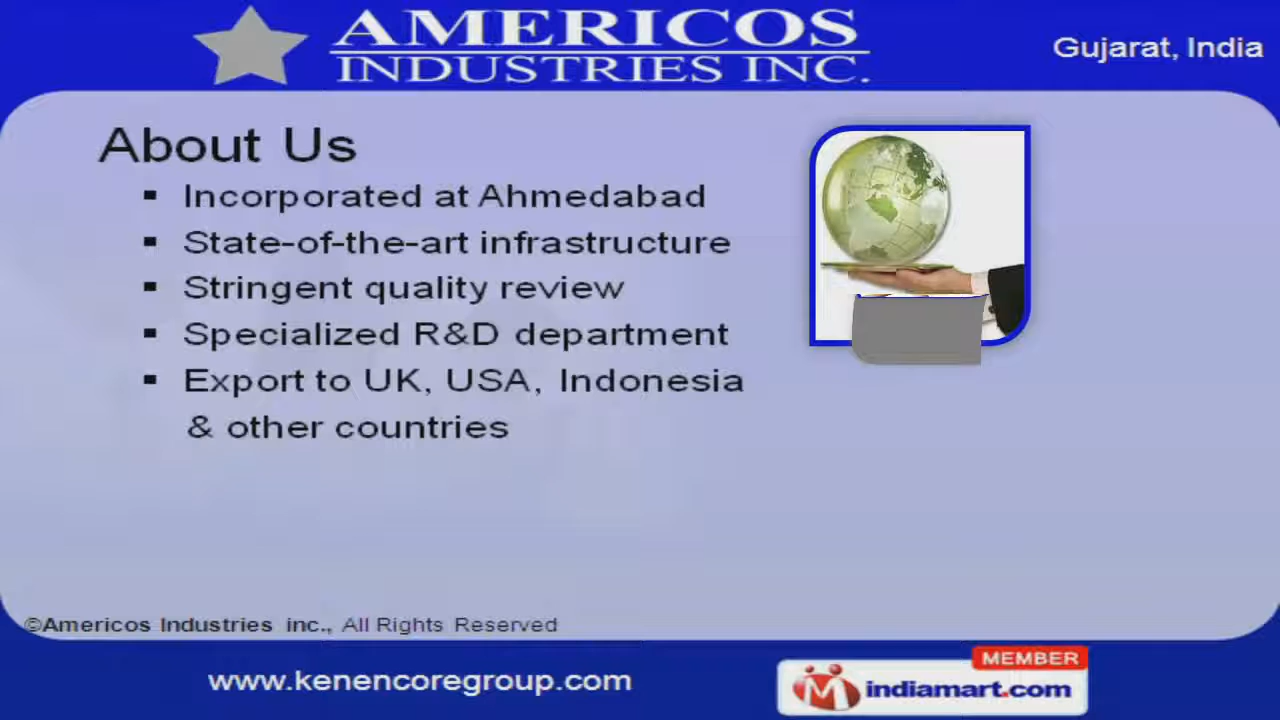 AMERICOS
INDUSTRIES INC.
Gujarat, India
About Us
▪ Incorporated at Ahmedabad
▪ State-of-the-art infrastructure
▪ Stringent quality review
▪ Specialized R&D department
▪ Export to UK, USA, Indonesia
& other countries
©Americos Industries inc., All Rights Reserved
www.kenencoregroup.com
MEMBER
indiamart.com